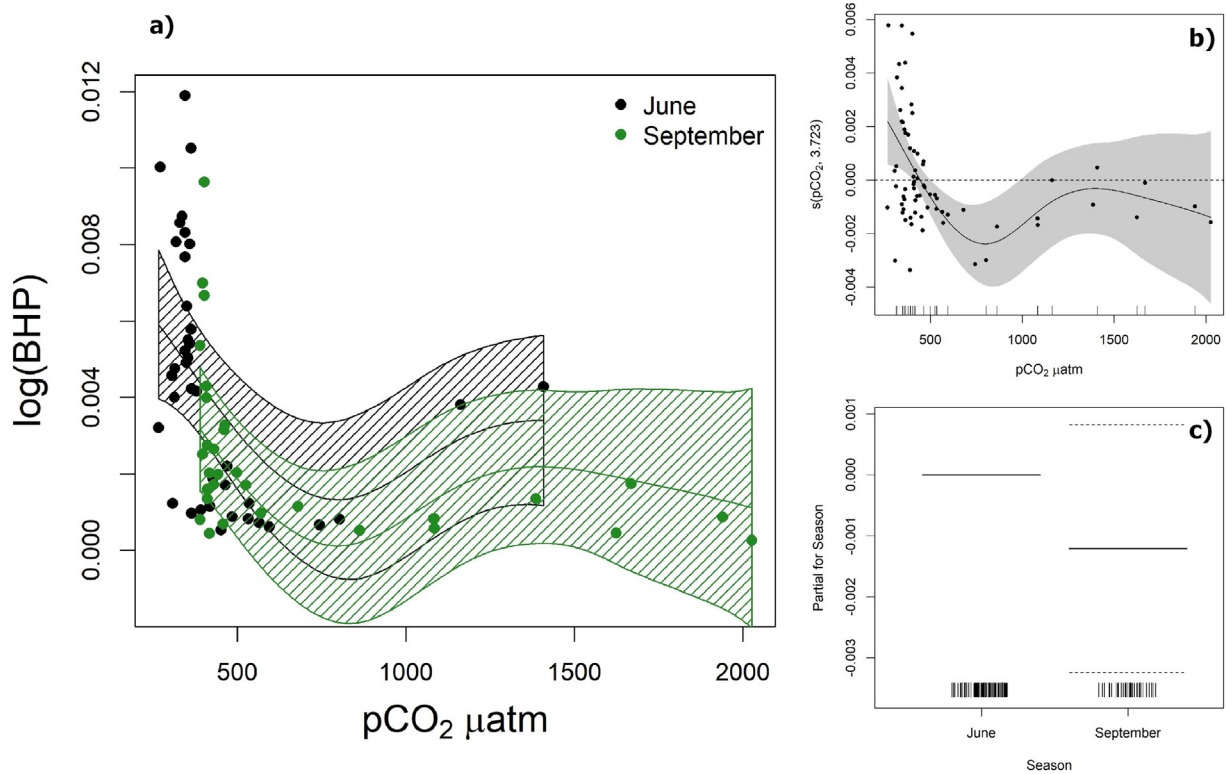 a)
June
September
log(BHP)
0.012
0.008
0.004
0.000
500
1000
1500
2000
pCO₂ µatm
b)
s(pCO₂, 3.723)
0.006
0.004
0.002
0.000
-0.002
-0.004
500
1000
1500
2000
pCO₂ µatm
c)
Partial for Season
0.001
0.000
-0.001
-0.002
-0.003
June
September
Season